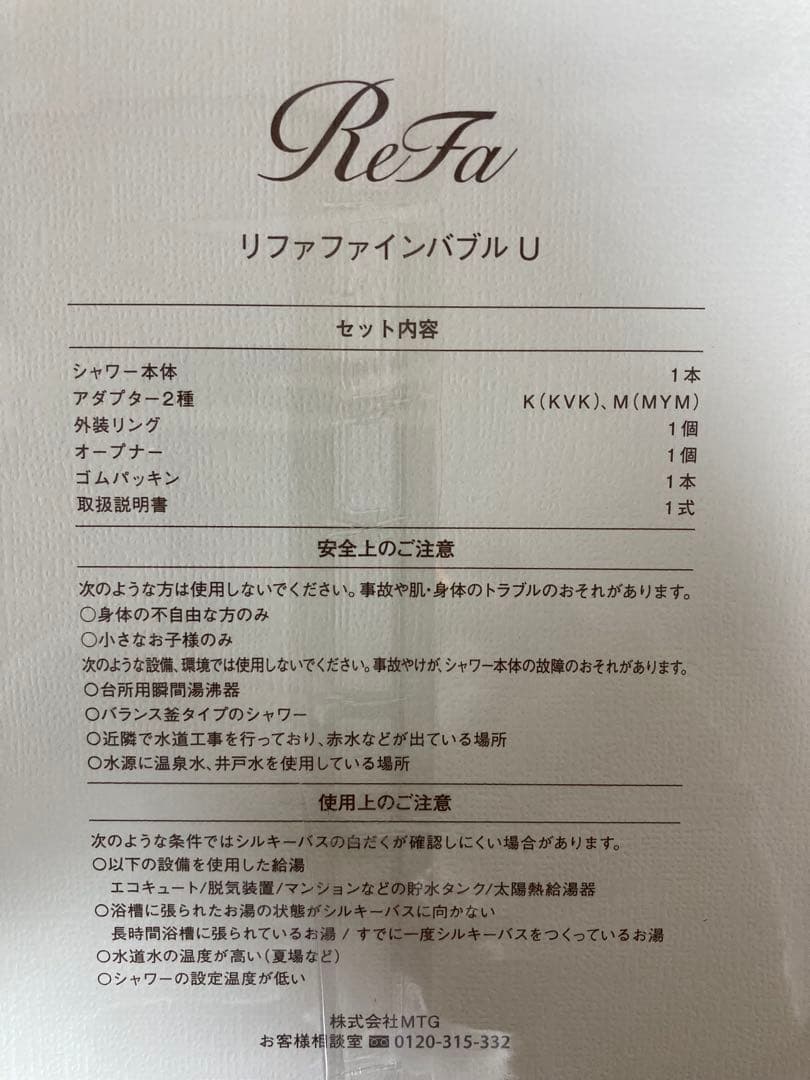 ReFa
リファファインバブル U
セット内容
シャワー本体 1本
アダプター2種 K(KVK)、M(MYM)
外装リング 1個
オープナー 1個
ゴムパッキン 1本
取扱説明書 1式
安全上のご注意
次のような方は使用しないでください。事故や肌・身体のトラブルのおそれがあります。
○身体の不自由な方のみ
○小さなお子様のみ
次のような設備、環境では使用しないでください。事故やけが、シャワー本体の故障のおそれがあります。
○台所用瞬間湯沸器
○バランス釜タイプのシャワー
○近隣で水道工事を行っており、赤水などが出ている場所
○水源に温泉水、井戸水を使用している場所
使用上のご注意
次のような条件ではシルキーバスの白だくが確認しにくい場合があります。
○以下の設備を使用した給湯
エコキュート/脱気装置/マンションなどの貯水タンク/太陽熱給湯器
○浴槽に張られたお湯の状態がシルキーバスに向かない
長時間浴槽に張られているお湯 / すでに一度シルキーバスをつくっているお湯
○水道水の温度が高い(夏場など)
○シャワーの設定温度が低い
株式会社MTG
お客様相談室 0120-315-332